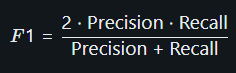 F1 = 2 · Precision · Recall / Precision + Recall